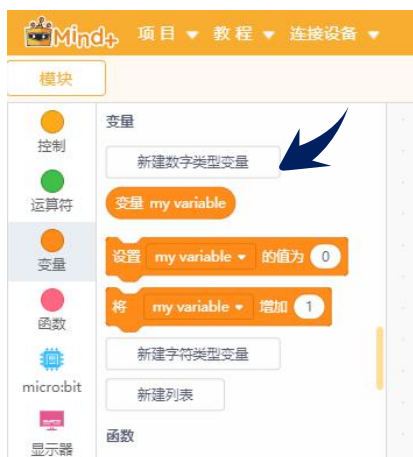 Mind+ 项目 教程 连接设备
模块
控制
运算符
变量
函数
micro:bit
显示器
变量
新建数字类型变量
变量 my variable
设置 my variable 的值为 0
将 my variable 增加 1
新建字符类型变量
新建列表
函数